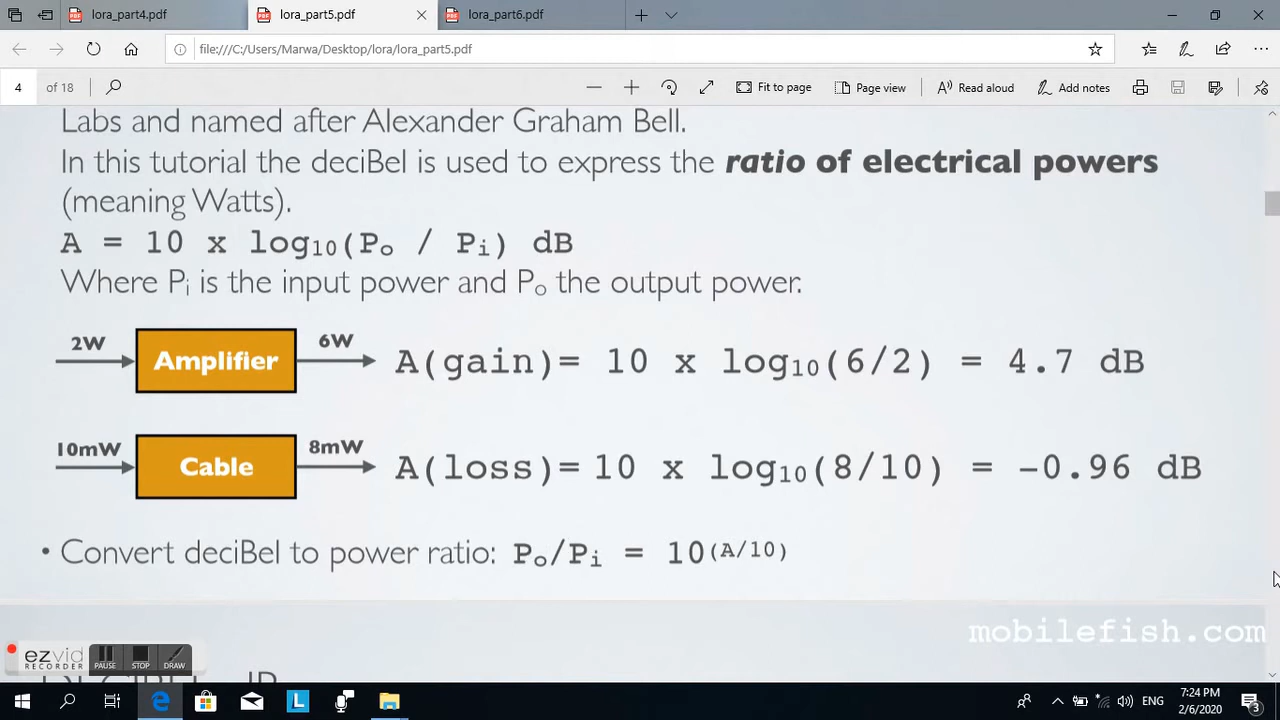 lora_part4.pdf
lora_part5.pdf
lora_part6.pdf
file:///C:/Users/Marwa/Desktop/lora/lora_part5.pdf
4 of 18
Fit to page
Page view
Read aloud
Add notes
Labs and named after Alexander Graham Bell.
In this tutorial the deciBel is used to express the ratio of electrical powers
(meaning Watts).
A = 10 x log₁₀(Pₒ / Pᵢ) dB
Where Pᵢ is the input power and Pₒ the output power.
2W Amplifier 6W A(gain)= 10 x log₁₀(6/2) = 4.7 dB
10mW Cable 8mW A(loss)= 10 x log₁₀(8/10) = -0.96 dB
• Convert deciBel to power ratio: Pₒ/Pᵢ = 10(A/10)
mobilefish.com
ezvid
RECORDER
PAUSE
STOP
DRAW
L
ENG
7:24 PM
2/6/2020
3